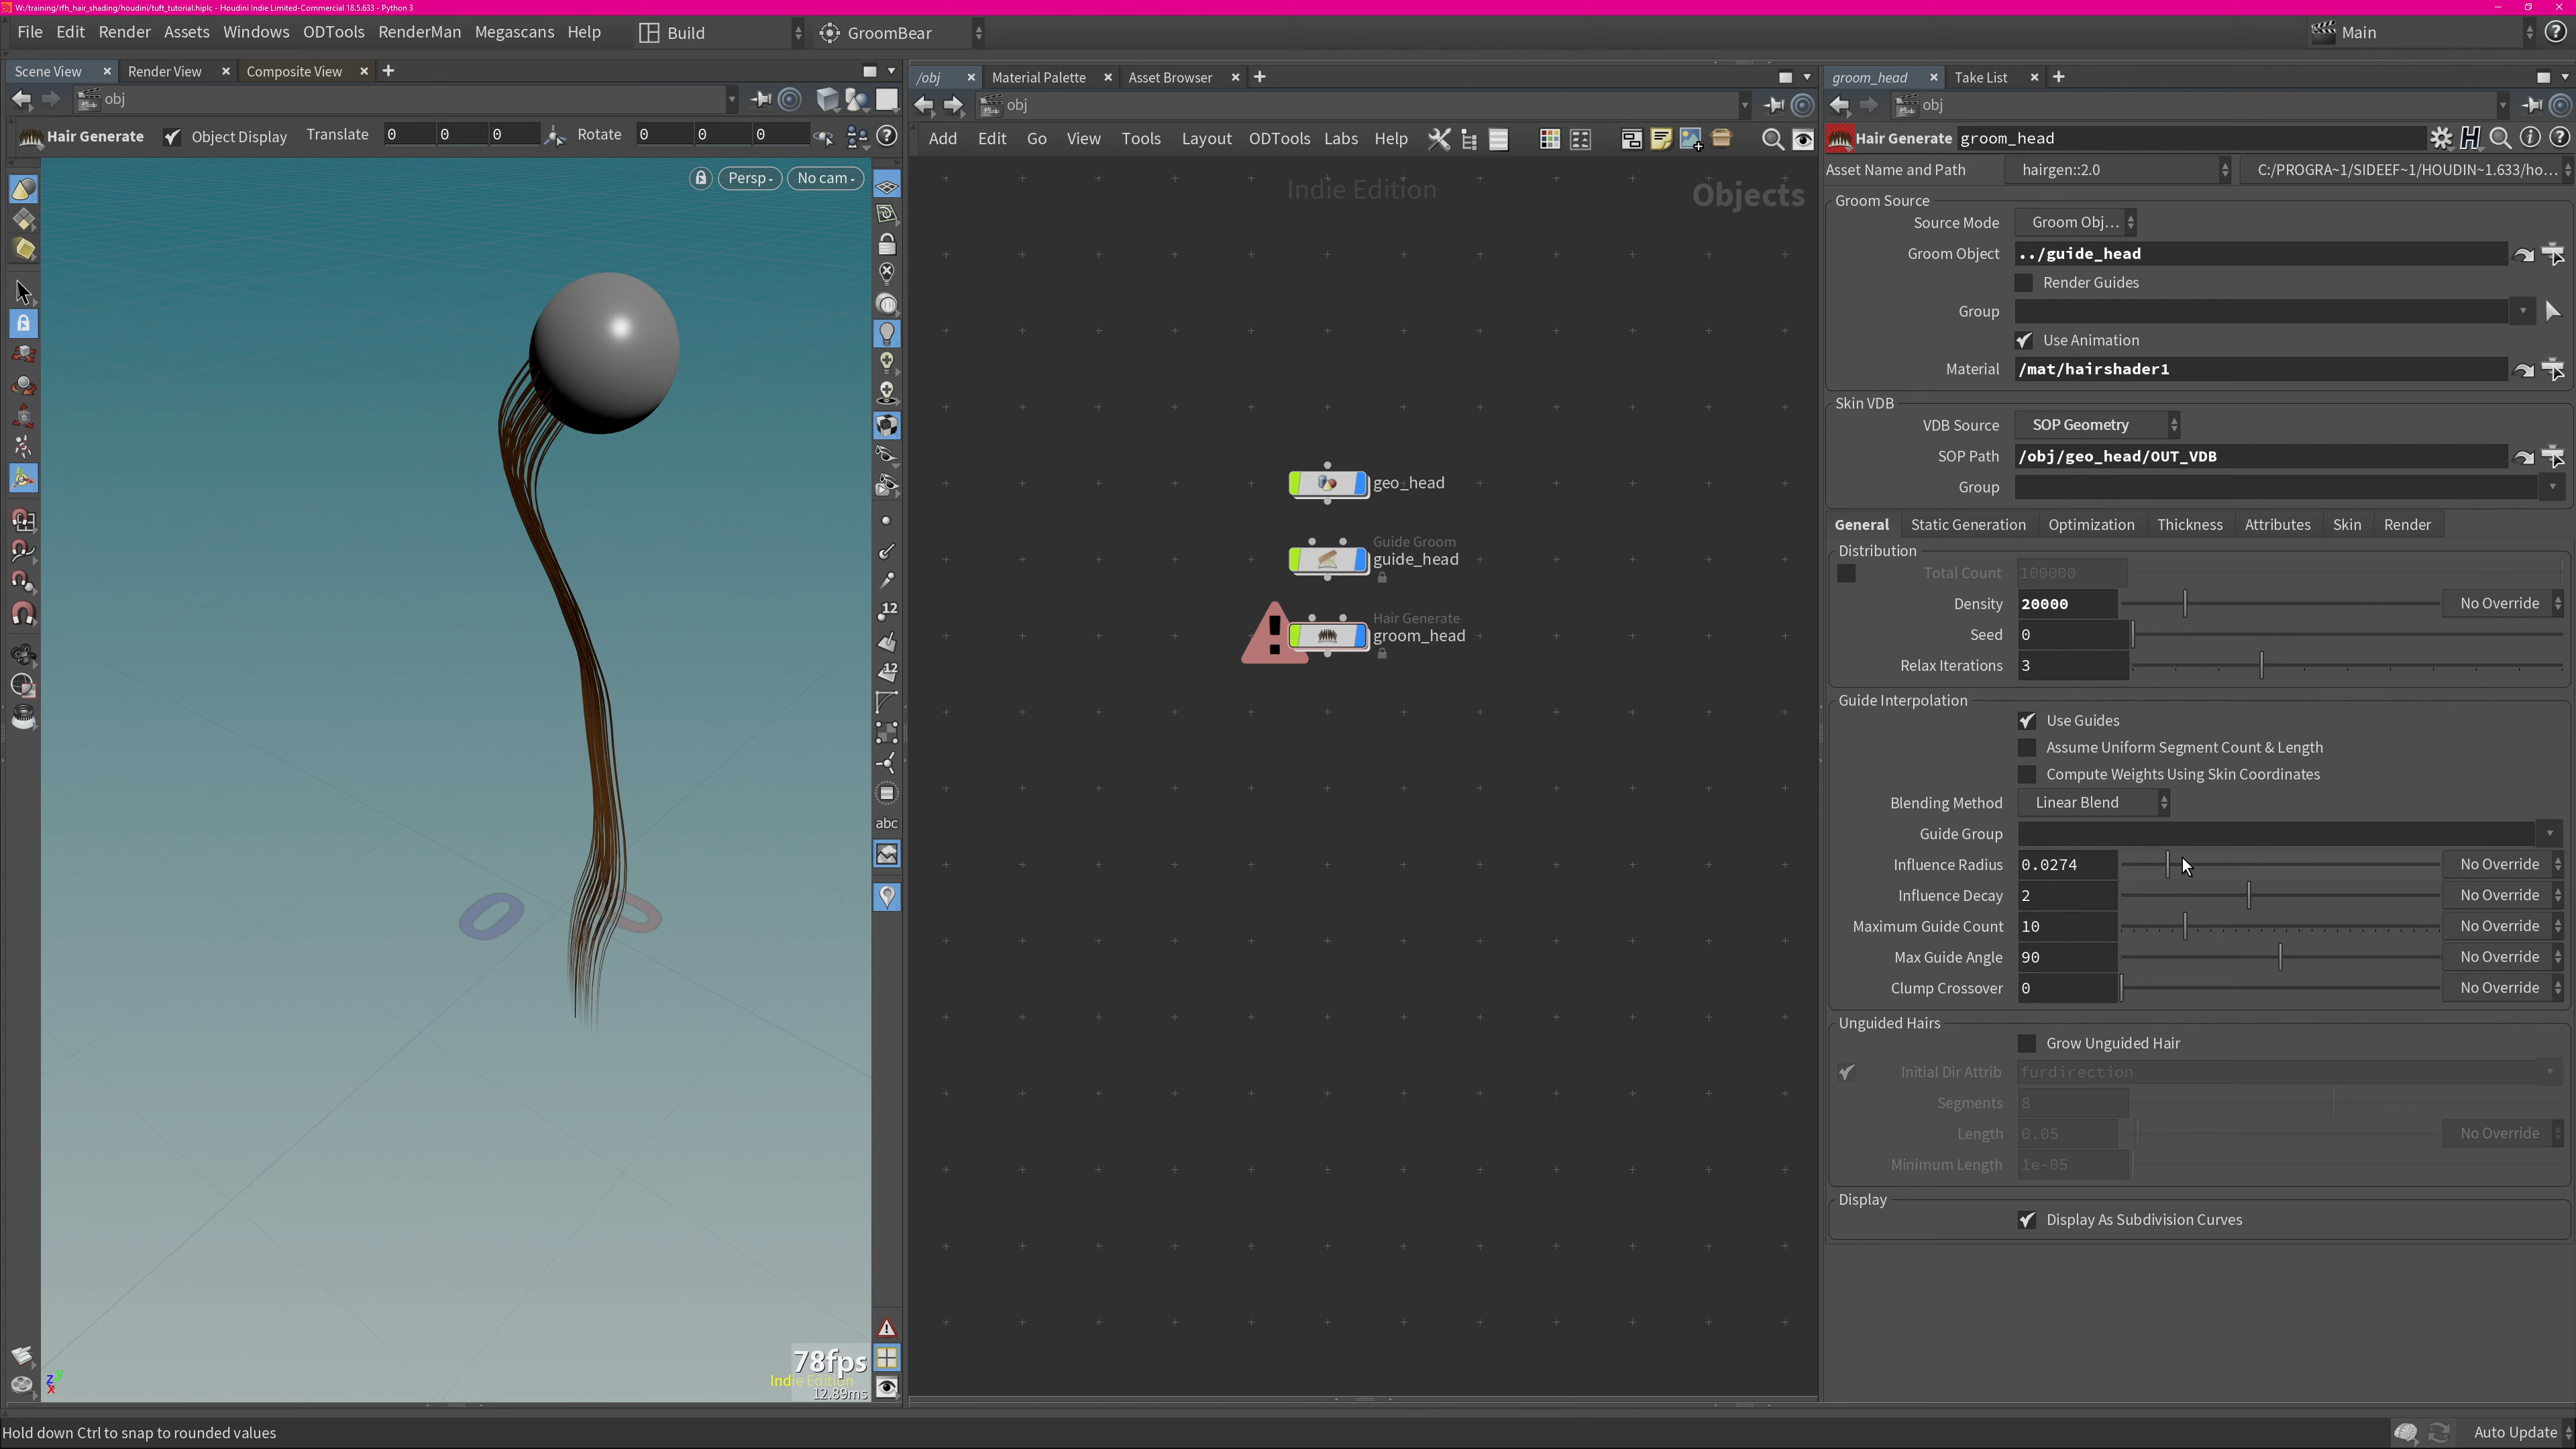 W:/training/rfh_hair_shading/houdini/tuft_tutorial.hiplc - Houdini Indie Limited-Commercial 18.5.633 - Python 3
File Edit Render Assets Windows ODTools RenderMan Megascans Help Build GroomBear Main
Scene View Render View Composite View
obj
Hair Generate Object Display Translate 0 0 0 Rotate 0 0 0
Persp No cam
12
12
abc
78fps
Indie Edition
12.89ms
z y
x
/obj Material Palette Asset Browser
obj
Add Edit Go View Tools Layout ODTools Labs Help
Indie Edition Objects
geo_head
Guide Groom
guide_head
Hair Generate
groom_head
groom_head Take List
obj
Hair Generate groom_head
Asset Name and Path hairgen::2.0 C:/PROGRA~1/SIDEEF~1/HOUDIN~1.633/ho...
Groom Source
Source Mode Groom Obj...
Groom Object ../guide_head
Render Guides
Group
Use Animation
Material /mat/hairshader1
Skin VDB
VDB Source SOP Geometry
SOP Path /obj/geo_head/OUT_VDB
Group
General Static Generation Optimization Thickness Attributes Skin Render
Distribution
Total Count 100000
Density 20000 No Override
Seed 0
Relax Iterations 3
Guide Interpolation
Use Guides
Assume Uniform Segment Count & Length
Compute Weights Using Skin Coordinates
Blending Method Linear Blend
Guide Group
Influence Radius 0.0274 No Override
Influence Decay 2 No Override
Maximum Guide Count 10 No Override
Max Guide Angle 90 No Override
Clump Crossover 0 No Override
Unguided Hairs
Grow Unguided Hair
Initial Dir Attrib furdirection
Segments 8
Length 0.05 No Override
Minimum Length 1e-05
Display
Display As Subdivision Curves
Hold down Ctrl to snap to rounded values
Auto Update